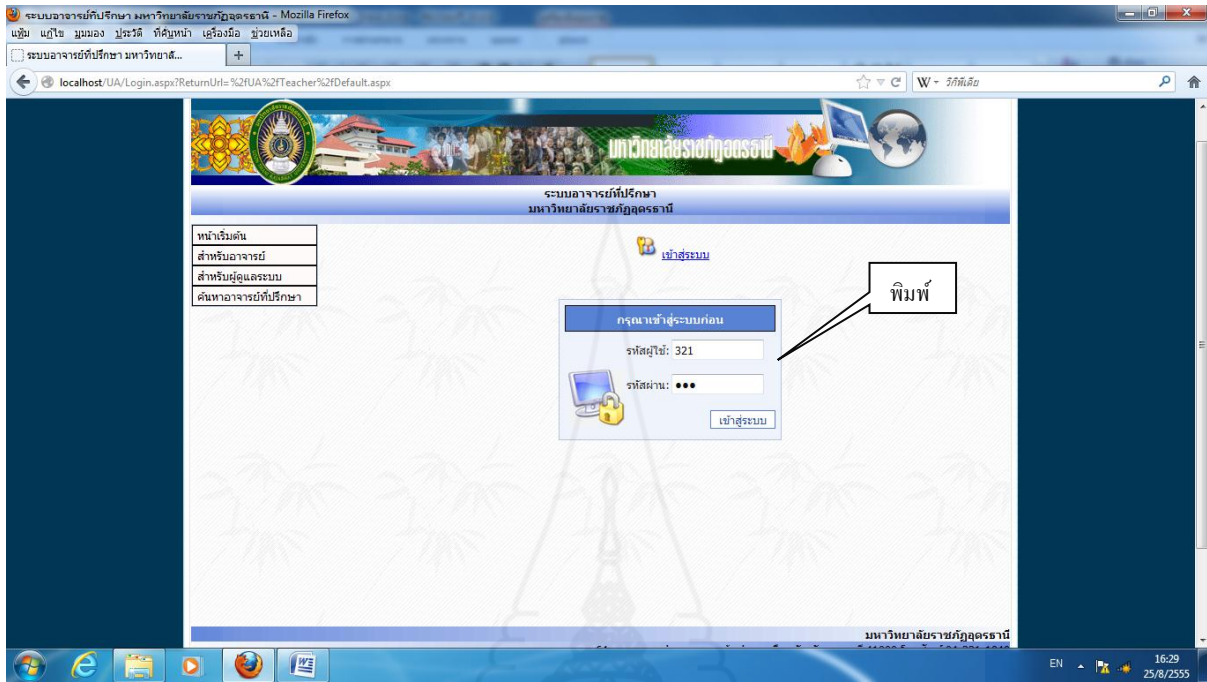 ระบบอาจารย์ที่ปรึกษา มหาวิทยาลัยราชภัฏอุดรธานี - Mozilla Firefox
แฟ้ม แก้ไข มุมมอง ประวัติ ที่คั่นหน้า เครื่องมือ ช่วยเหลือ
ระบบอาจารย์ที่ปรึกษา มหาวิทยาลั...
localhost/UA/Login.aspx?ReturnUrl=%2fUA%2fTeacher%2fDefault.aspx
W วิกิพีเดีย
มหาวิทยาลัยราชภัฏอุดรธานี
ระบบอาจารย์ที่ปรึกษา
มหาวิทยาลัยราชภัฏอุดรธานี
หน้าเริ่มต้น
สำหรับอาจารย์
สำหรับผู้ดูแลระบบ
ค้นหาอาจารย์ที่ปรึกษา
เข้าสู่ระบบ
พิมพ์
กรุณาเข้าสู่ระบบก่อน
รหัสผู้ใช้: 321
รหัสผ่าน: ●●●
เข้าสู่ระบบ
มหาวิทยาลัยราชภัฏอุดรธานี
EN
16:29
25/8/2555